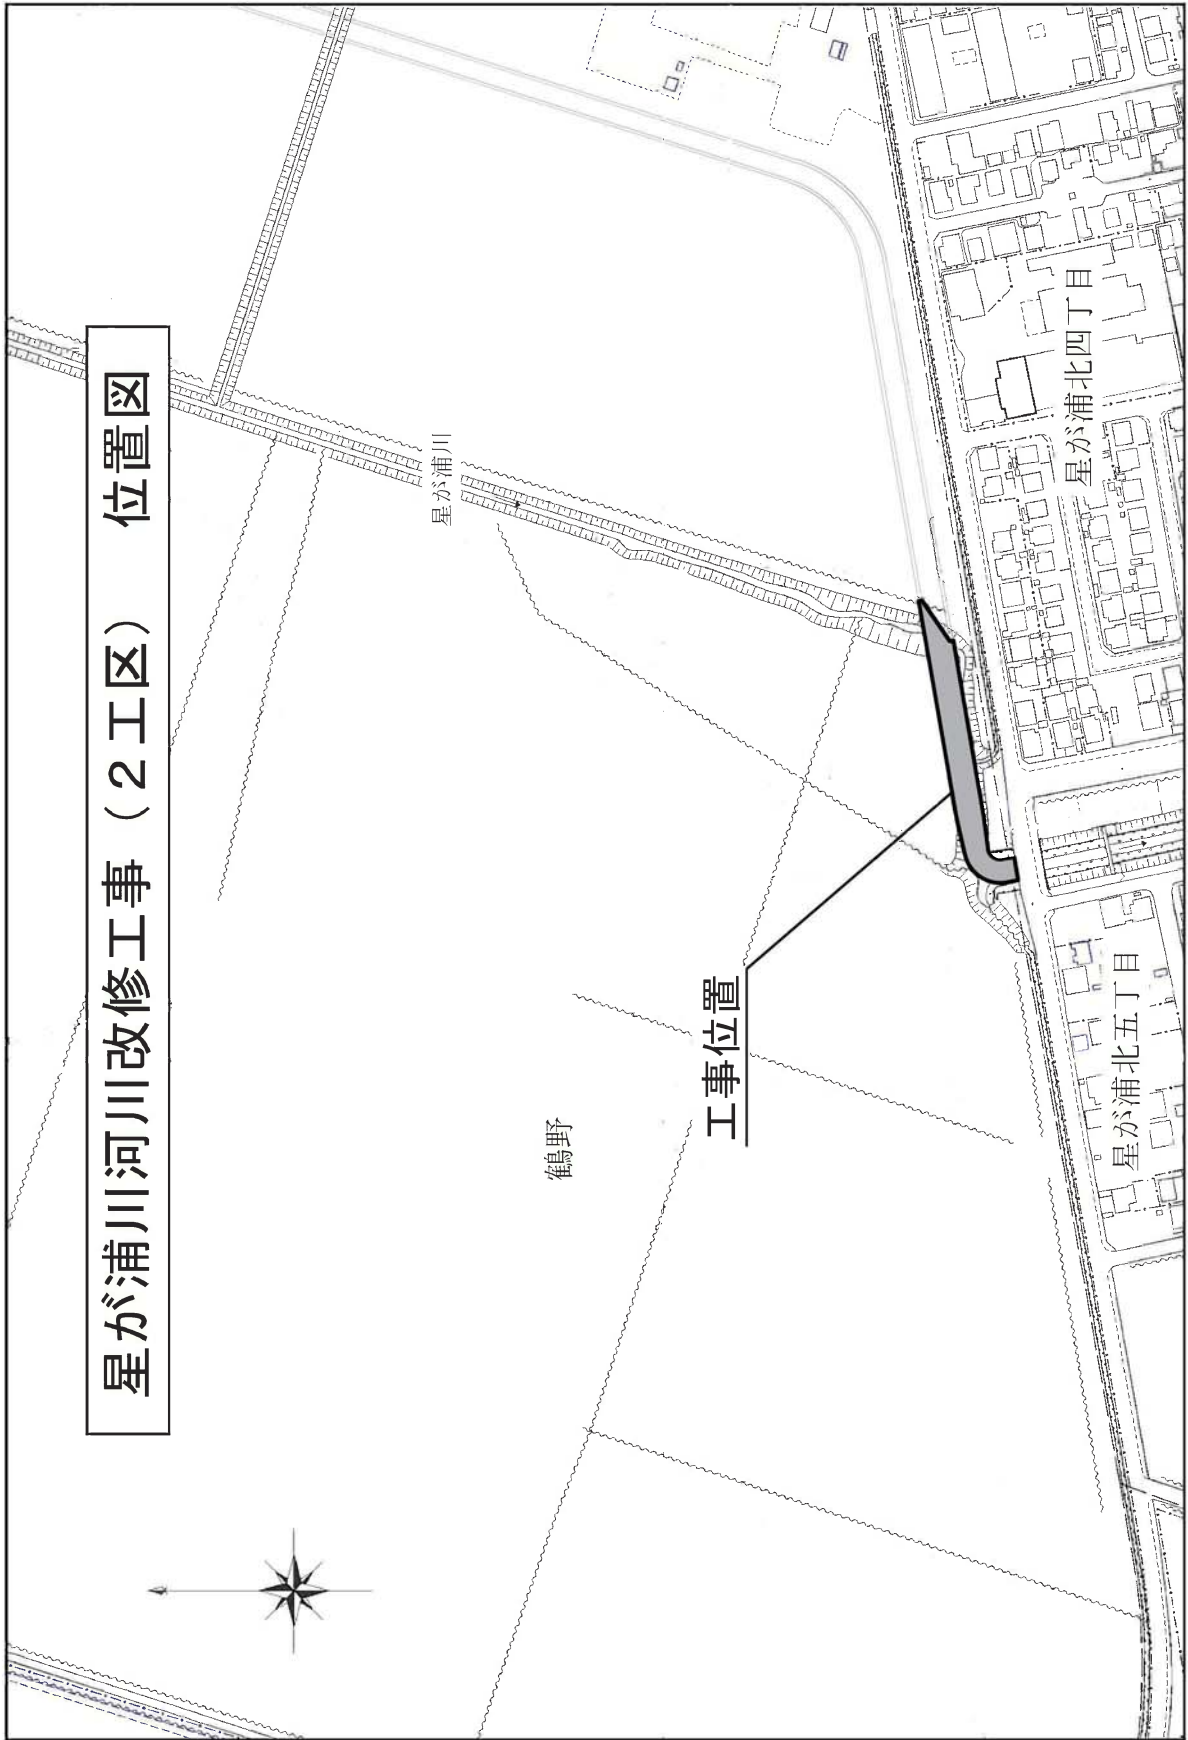 星が浦川河川改修工事（２工区）　位置図
星が浦川
鶴野
工事位置
星が浦北四丁目
星が浦北五丁目